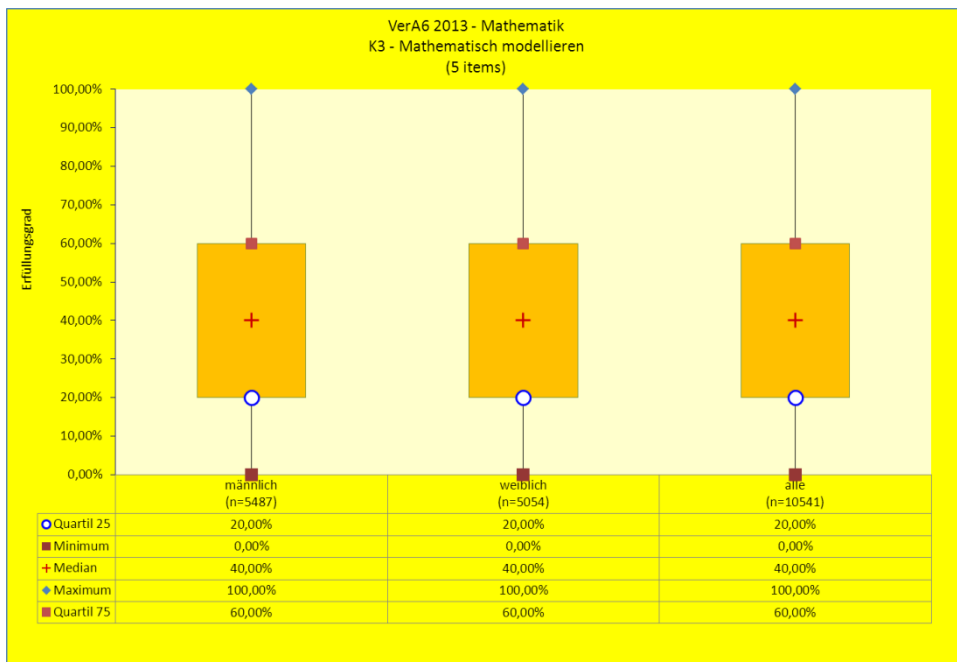 VerA6 2013 - Mathematik
K3 - Mathematisch modellieren
(5 items)
Erfüllungsgrad
100,00%
90,00%
80,00%
70,00%
60,00%
50,00%
40,00%
30,00%
20,00%
10,00%
0,00%
männlich weiblich alle
(n=5487) (n=5054) (n=10541)
Quartil 25 20,00% 20,00% 20,00%
Minimum 0,00% 0,00% 0,00%
Median 40,00% 40,00% 40,00%
Maximum 100,00% 100,00% 100,00%
Quartil 75 60,00% 60,00% 60,00%